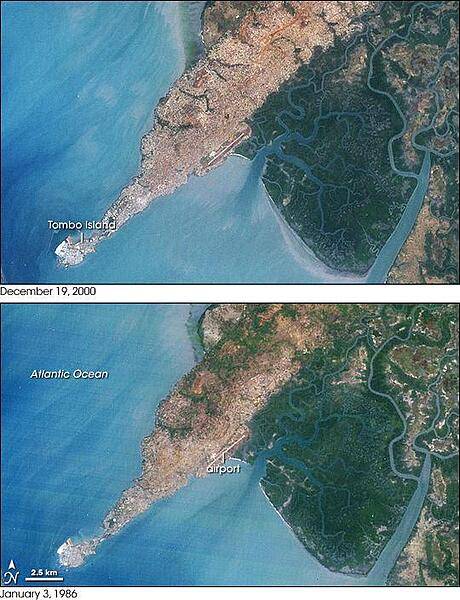 Tombo Island
December 19, 2000
Atlantic Ocean
airport
N
2.5 km
January 3, 1986